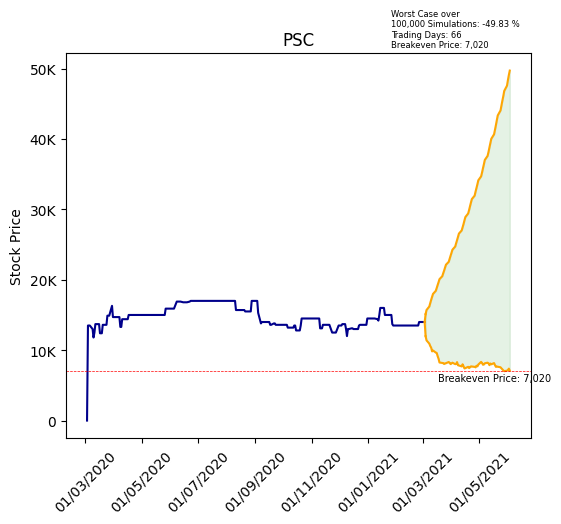 Worst Case over
100,000 Simulations: -49.83 %
Trading Days: 66
Breakeven Price: 7,020
PSC
Stock Price
50K
40K
30K
20K
10K
0
Breakeven Price: 7,020
01/03/2020
01/05/2020
01/07/2020
01/09/2020
01/11/2020
01/01/2021
01/03/2021
01/05/2021